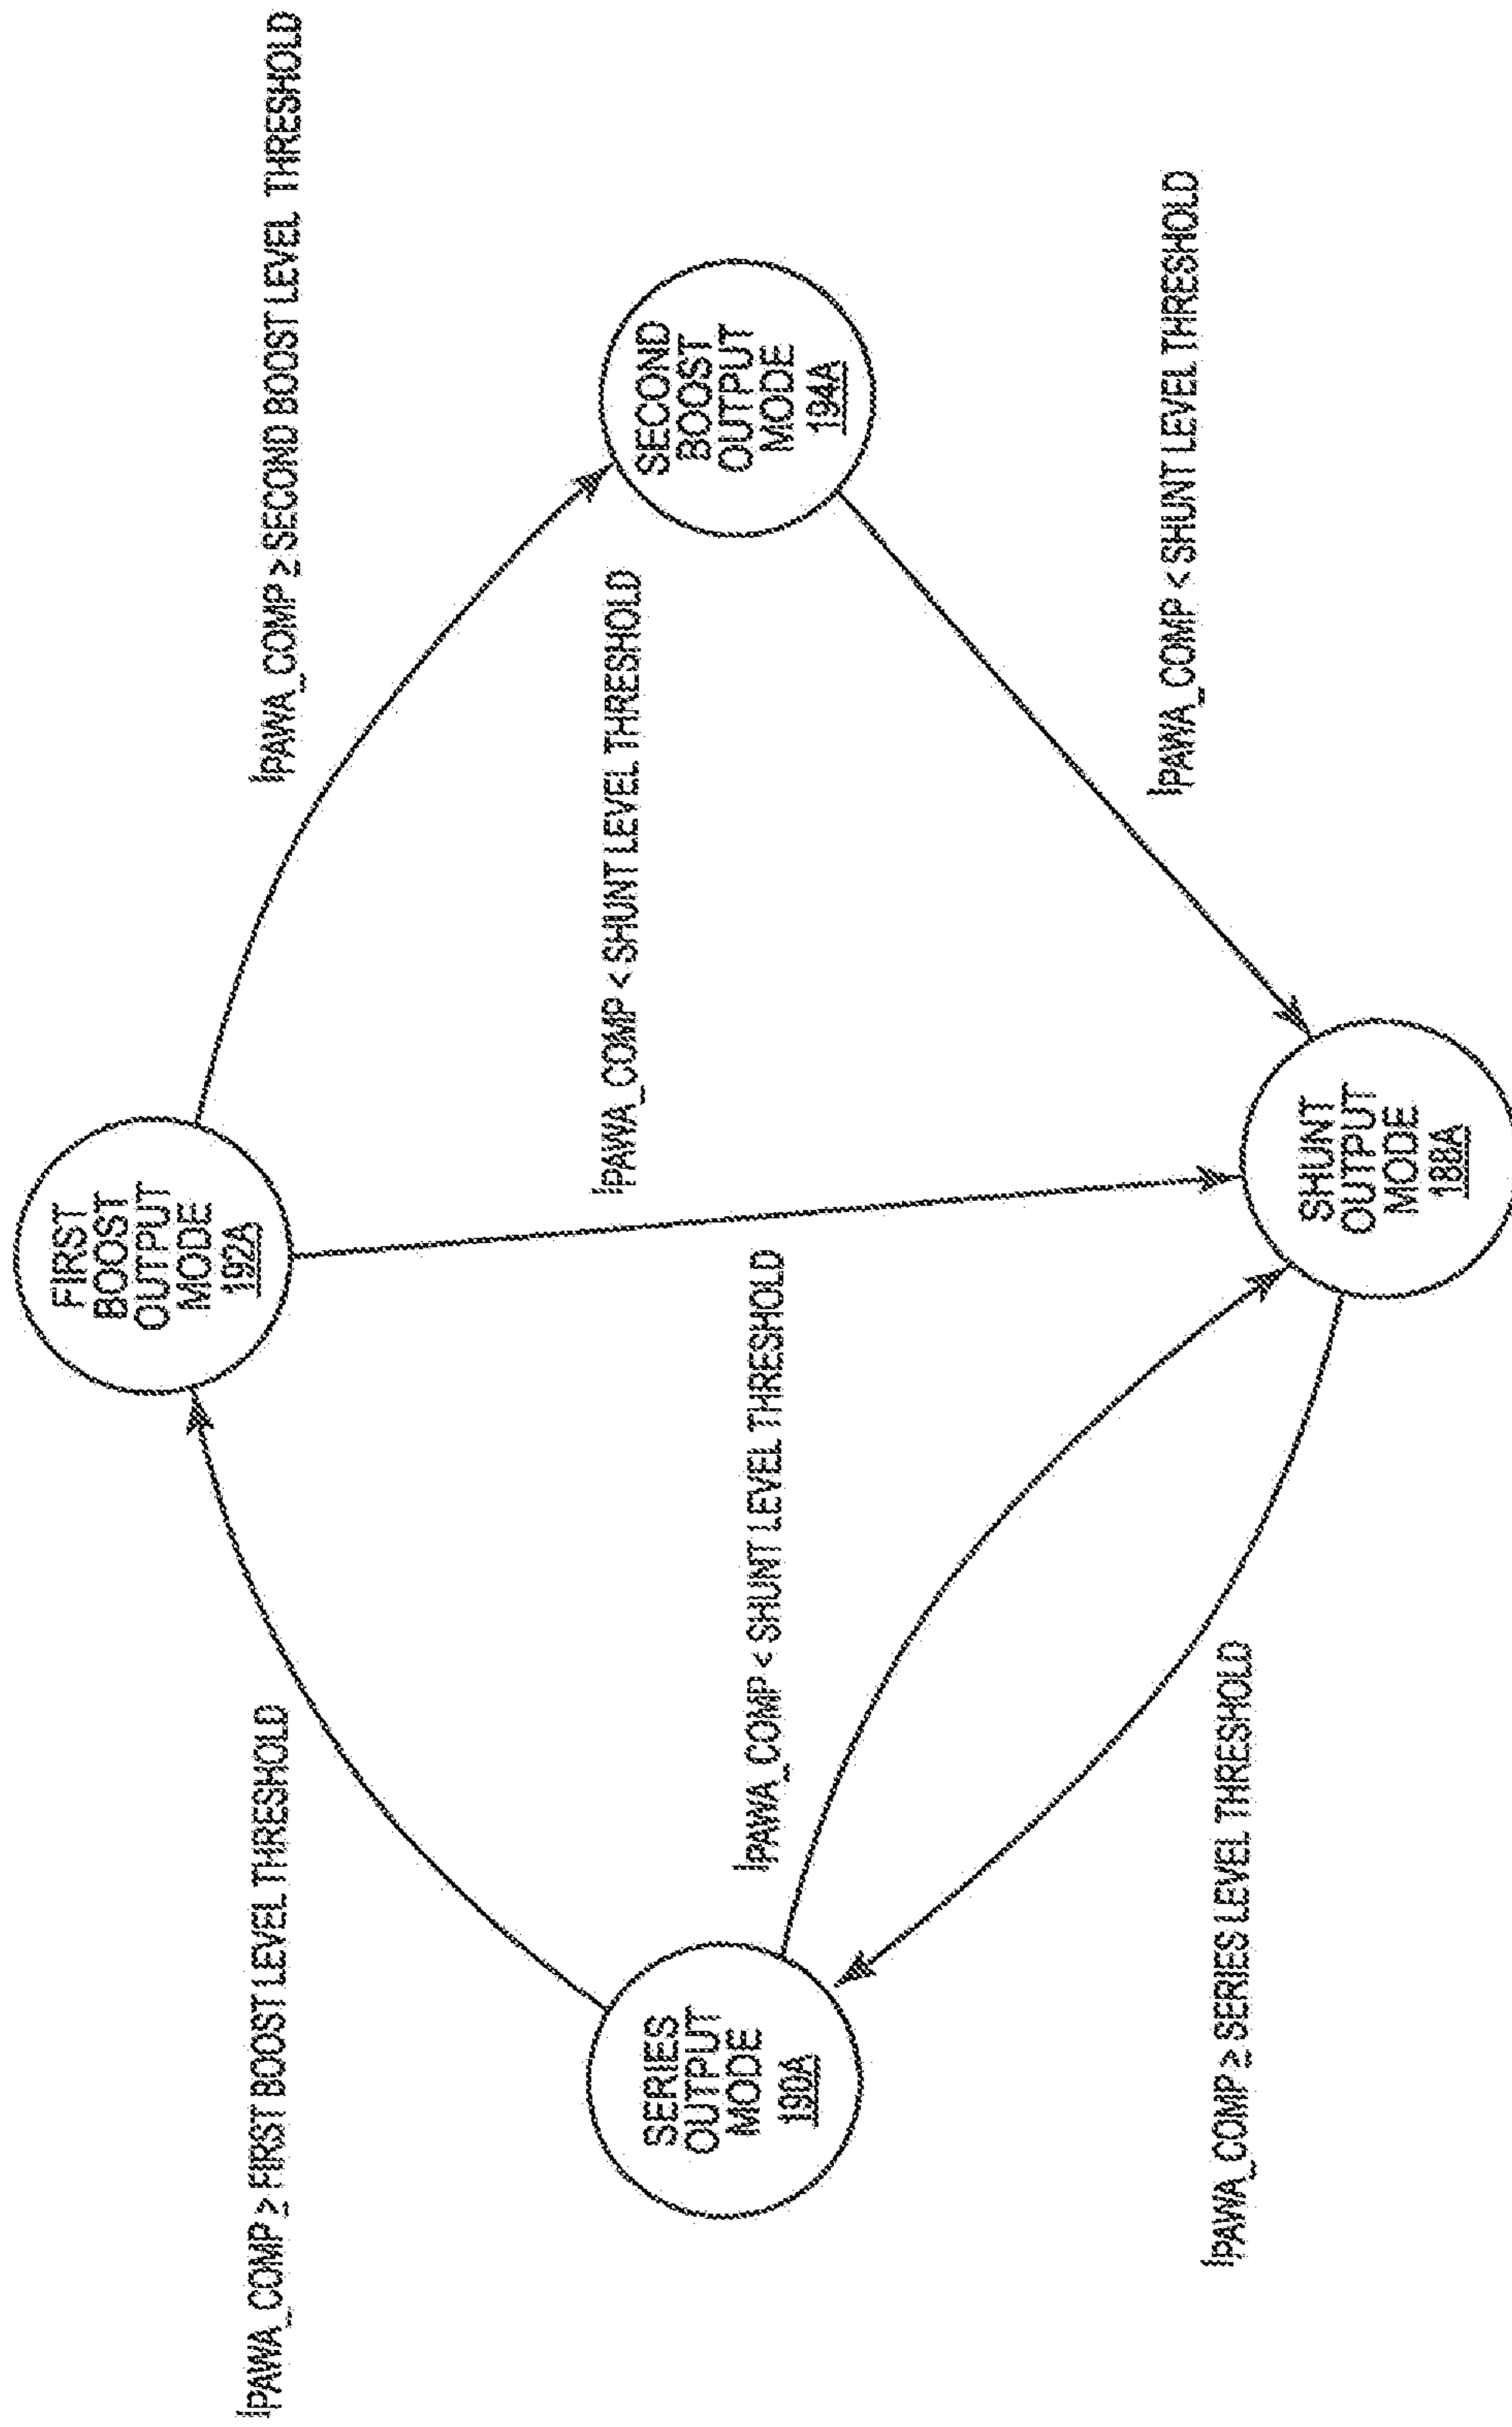 FIRST
BOOST
OUTPUT
MODE
192A
IPAWA_COMP ≥ FIRST BOOST LEVEL THRESHOLD
IPAWA_COMP ≥ SECOND BOOST LEVEL THRESHOLD
SERIES
OUTPUT
MODE
190A
IPAWA_COMP < SHUNT LEVEL THRESHOLD
IPAWA_COMP < SHUNT LEVEL THRESHOLD
SECOND
BOOST
OUTPUT
MODE
194A
IPAWA_COMP ≥ SERIES LEVEL THRESHOLD
IPAWA_COMP < SHUNT LEVEL THRESHOLD
SHUNT
OUTPUT
MODE
188A